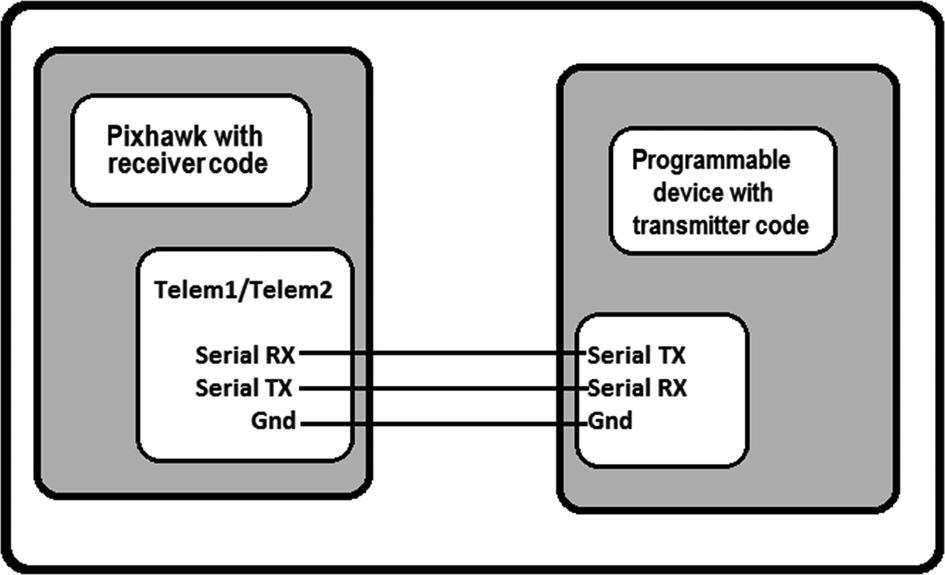 Pixhawk with
receiver code
Programmable
device with
transmitter code
Telem1/Telem2
Serial RX
Serial TX
Gnd
Serial TX
Serial RX
Gnd